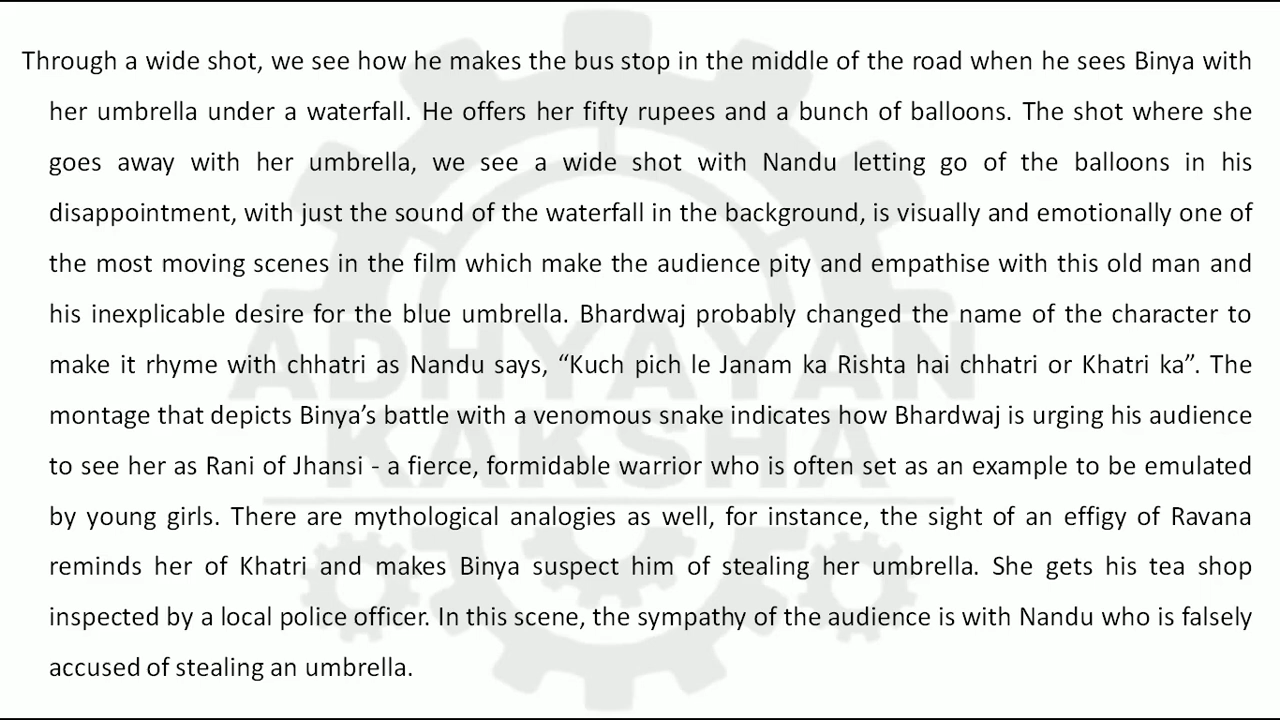 Through a wide shot, we see how he makes the bus stop in the middle of the road when he sees Binya with
her umbrella under a waterfall. He offers her fifty rupees and a bunch of balloons. The shot where she
goes away with her umbrella, we see a wide shot with Nandu letting go of the balloons in his
disappointment, with just the sound of the waterfall in the background, is visually and emotionally one of
the most moving scenes in the film which make the audience pity and empathise with this old man and
his inexplicable desire for the blue umbrella. Bhardwaj probably changed the name of the character to
make it rhyme with chhatri as Nandu says, “Kuch pich le Janam ka Rishta hai chhatri or Khatri ka”. The
montage that depicts Binya’s battle with a venomous snake indicates how Bhardwaj is urging his audience
to see her as Rani of Jhansi - a fierce, formidable warrior who is often set as an example to be emulated
by young girls. There are mythological analogies as well, for instance, the sight of an effigy of Ravana
reminds her of Khatri and makes Binya suspect him of stealing her umbrella. She gets his tea shop
inspected by a local police officer. In this scene, the sympathy of the audience is with Nandu who is falsely
accused of stealing an umbrella.
ADHYAYAN
KAKSHA